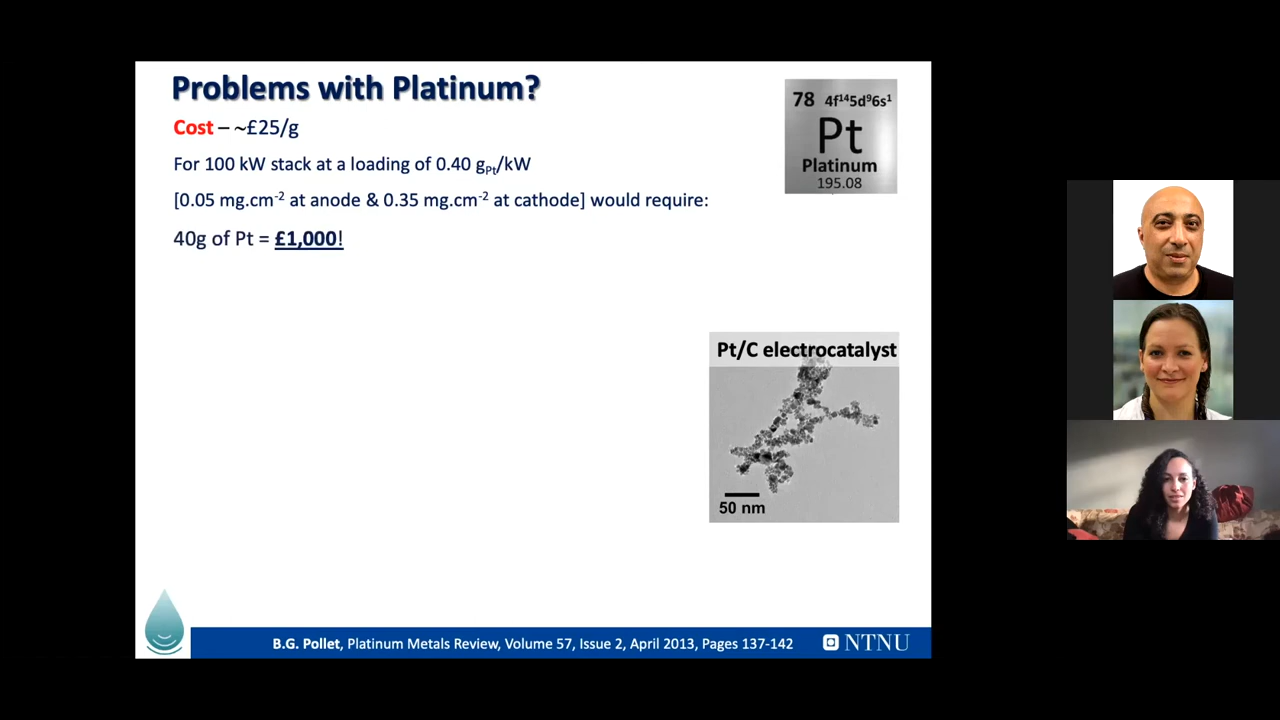 Problems with Platinum?
Cost – ~£25/g
For 100 kW stack at a loading of 0.40 gPt/kW
[0.05 mg.cm-2 at anode & 0.35 mg.cm-2 at cathode] would require:
40g of Pt = £1,000!
78 4f145d96s1
Pt
Platinum
195.08
Pt/C electrocatalyst
50 nm
B.G. Pollet, Platinum Metals Review, Volume 57, Issue 2, April 2013, Pages 137-142
NTNU